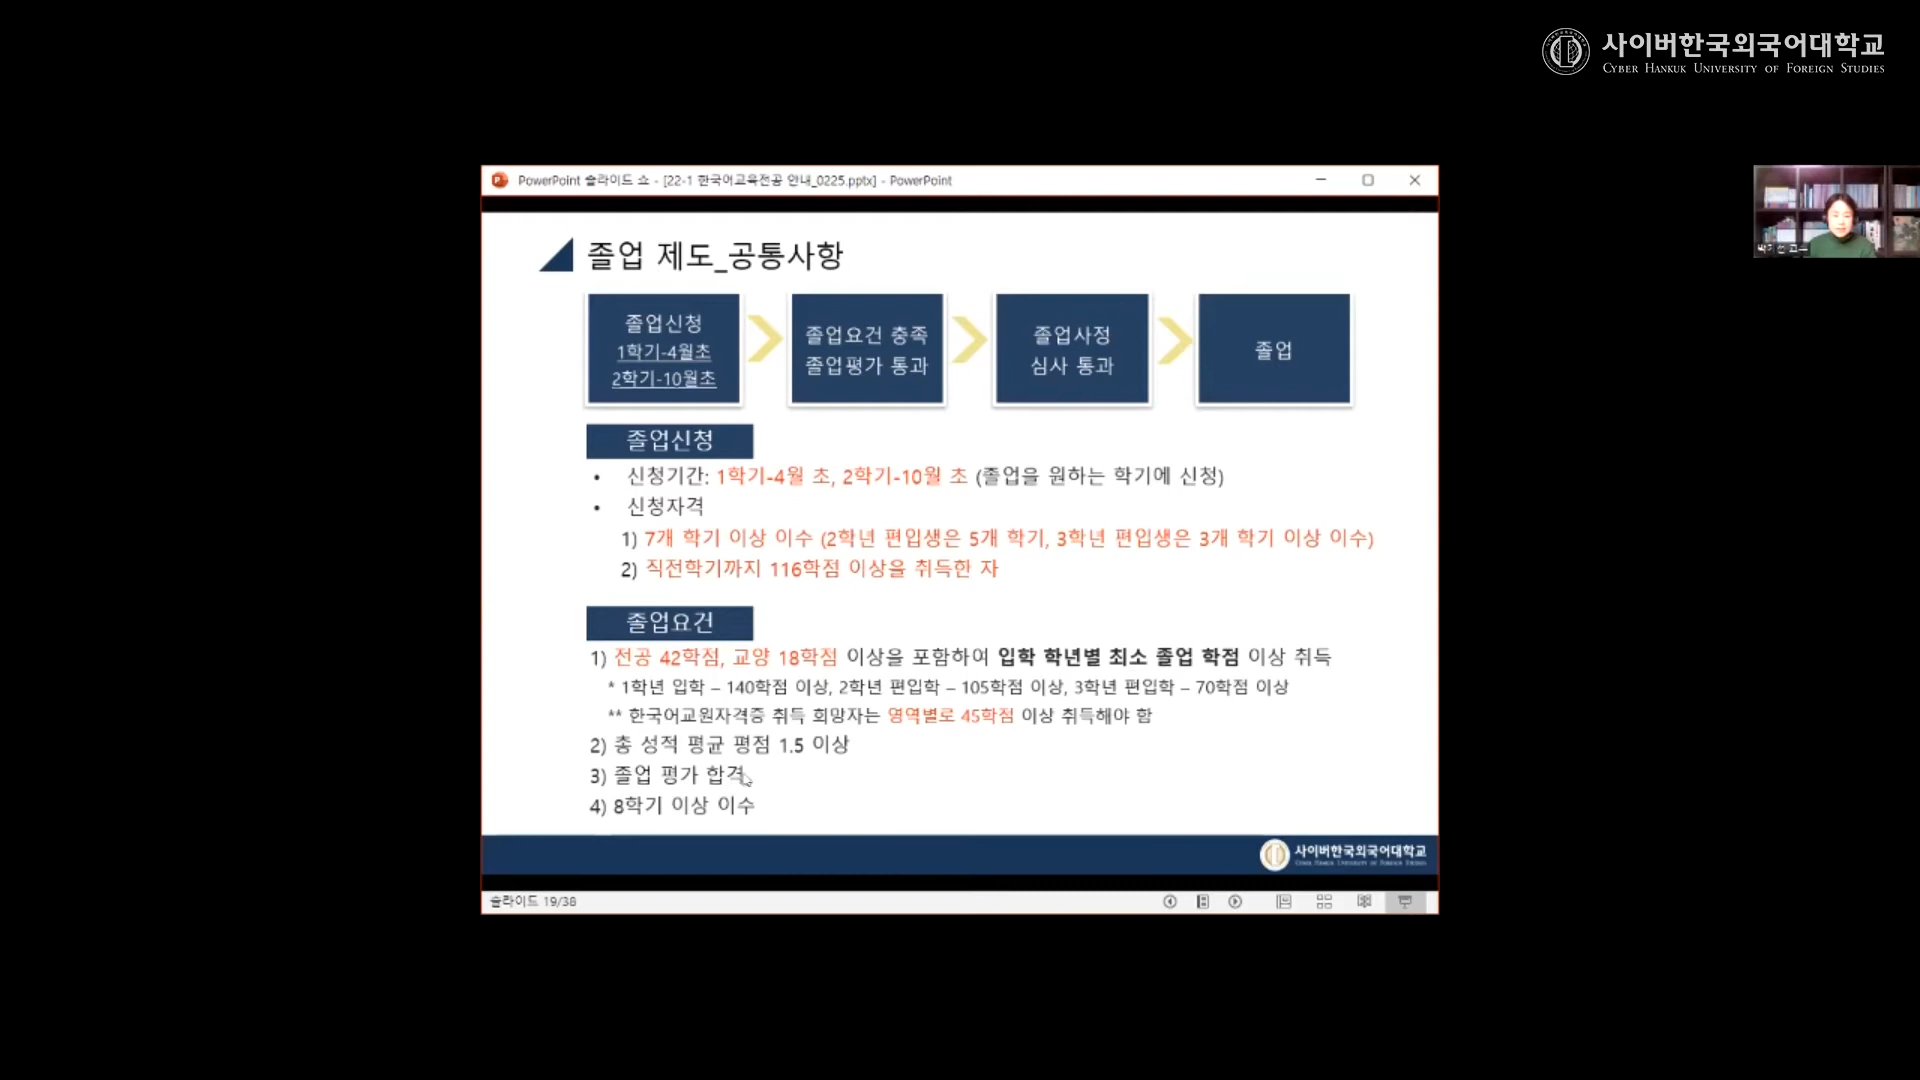 사이버한국외국어대학교
CYBER HANKUK UNIVERSITY OF FOREIGN STUDIES
PowerPoint 슬라이드 쇼 - [22-1 한국어교육전공 안내_0225.pptx] - PowerPoint
졸업 제도_공통사항
졸업신청
1학기-4월초
2학기-10월초
졸업요건 충족
졸업평가 통과
졸업사정
심사 통과
졸업
졸업신청
• 신청기간: 1학기-4월 초, 2학기-10월 초 (졸업을 원하는 학기에 신청)
• 신청자격
1) 7개 학기 이상 이수 (2학년 편입생은 5개 학기, 3학년 편입생은 3개 학기 이상 이수)
2) 직전학기까지 116학점 이상을 취득한 자
졸업요건
1) 전공 42학점, 교양 18학점 이상을 포함하여 입학 학년별 최소 졸업 학점 이상 취득
* 1학년 입학 – 140학점 이상, 2학년 편입학 – 105학점 이상, 3학년 편입학 – 70학점 이상
** 한국어교원자격증 취득 희망자는 영역별로 45학점 이상 취득해야 함
2) 총 성적 평균 평점 1.5 이상
3) 졸업 평가 합격
4) 8학기 이상 이수
사이버한국외국어대학교
CYBER HANKUK UNIVERSITY OF FOREIGN STUDIES
슬라이드 19/38